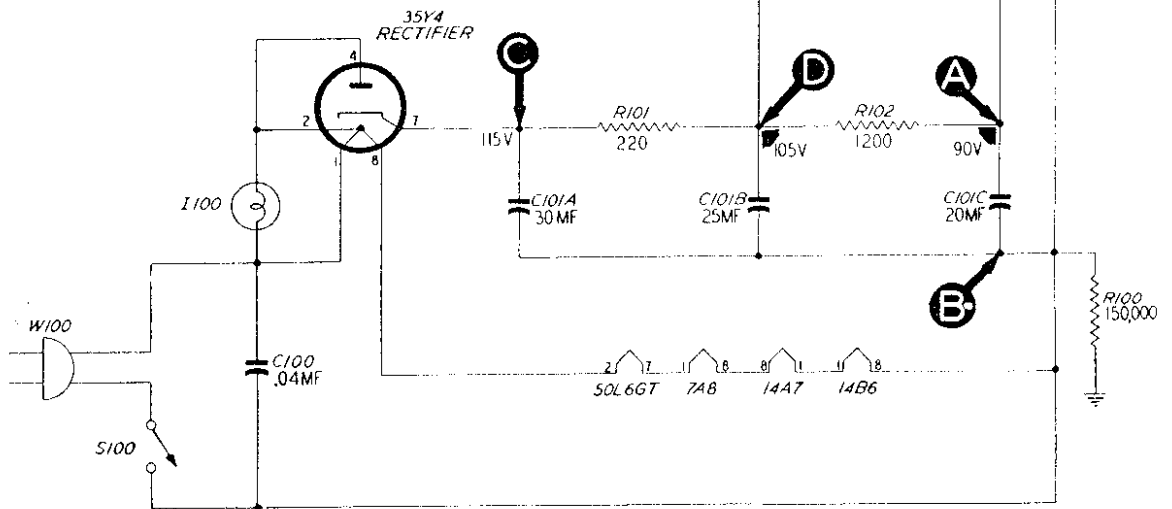 35Y4
RECTIFIER
4
2
7
1
8
C
D
A
115V
R101
220
105V
R102
1200
90V
I100
C101A
30MF
C101B
25MF
C101C
20MF
B
R100
150,000
W100
C100
.04MF
2 7
1 8
8 1
1 8
50L6GT
7A8
14A7
14B6
S100